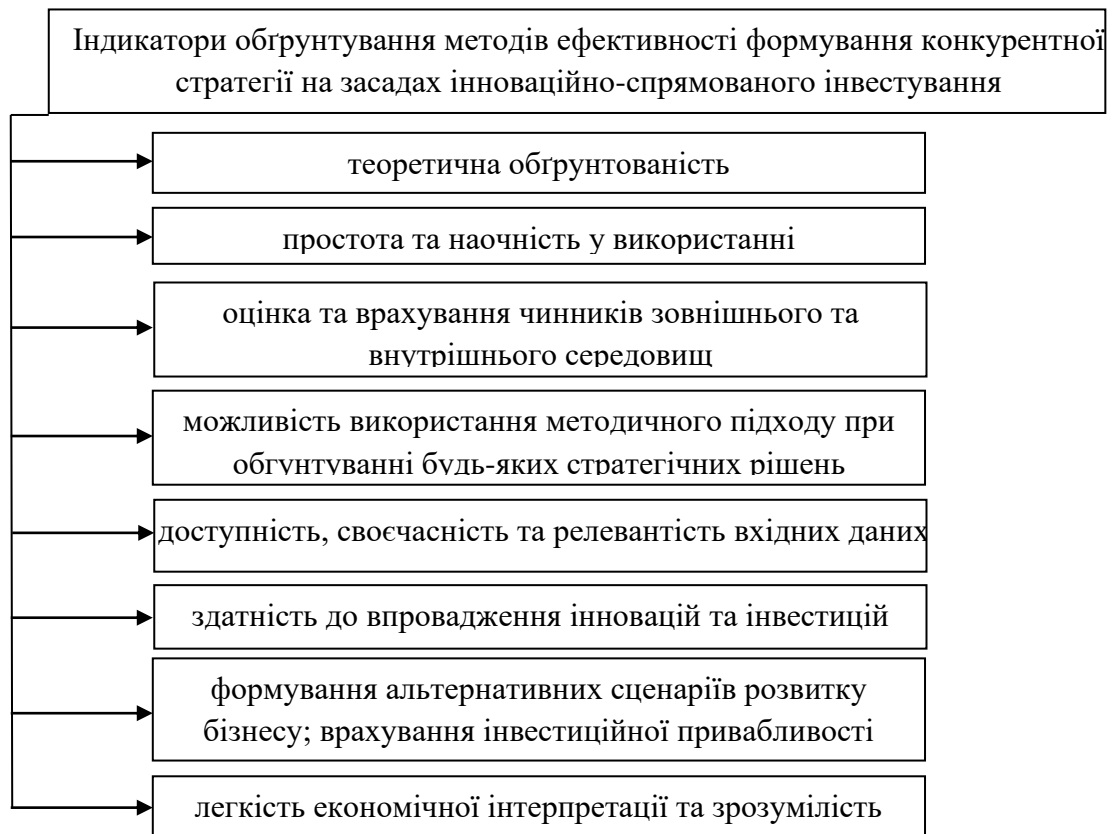 Індикатори обґрунтування методів ефективності формування конкурентної
стратегії на засадах інноваційно-спрямованого інвестування
теоретична обґрунтованість
простота та наочність у використанні
оцінка та врахування чинників зовнішнього та
внутрішнього середовищ
можливість використання методичного підходу при
обгунтуванні будь-яких стратегічних рішень
доступність, своєчасність та релевантість вхідних даних
здатність до впровадження інновацій та інвестицій
формування альтернативних сценаріїв розвитку
бізнесу; врахування інвестиційної привабливості
легкість економічної інтерпретації та зрозумілість